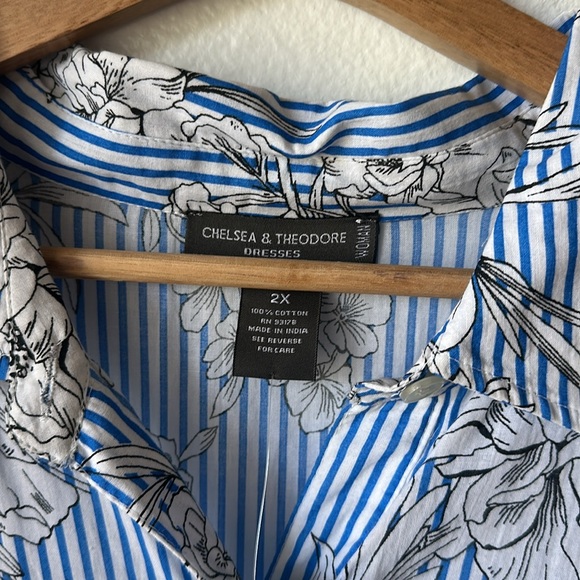 CHELSEA & THEODORE
DRESSES
WOMAN
2X
100% COTTON
RN 93178
MADE IN INDIA
SEE REVERSE
FOR CARE